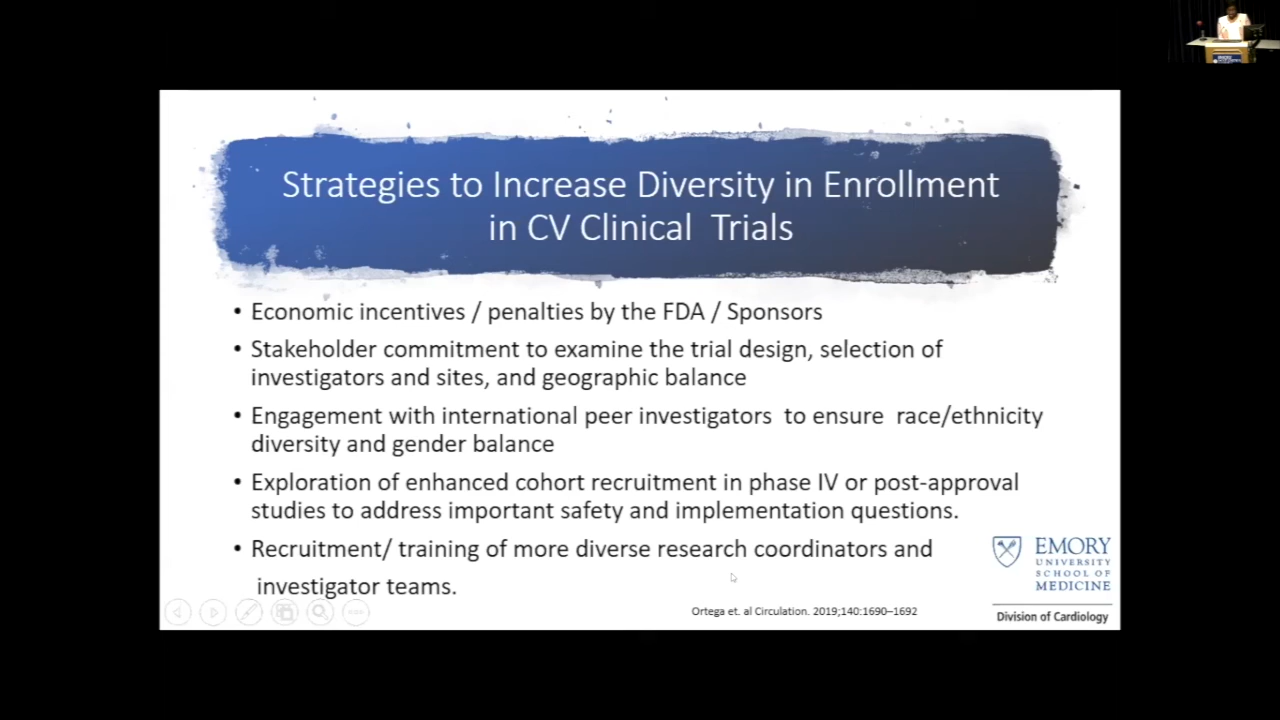 Strategies to Increase Diversity in Enrollment
in CV Clinical Trials
• Economic incentives / penalties by the FDA / Sponsors
• Stakeholder commitment to examine the trial design, selection of
investigators and sites, and geographic balance
• Engagement with international peer investigators to ensure race/ethnicity
diversity and gender balance
• Exploration of enhanced cohort recruitment in phase IV or post-approval
studies to address important safety and implementation questions.
• Recruitment/ training of more diverse research coordinators and
investigator teams.
Ortega et. al Circulation. 2019;140:1690–1692
EMORY
UNIVERSITY
SCHOOL OF
MEDICINE
Division of Cardiology